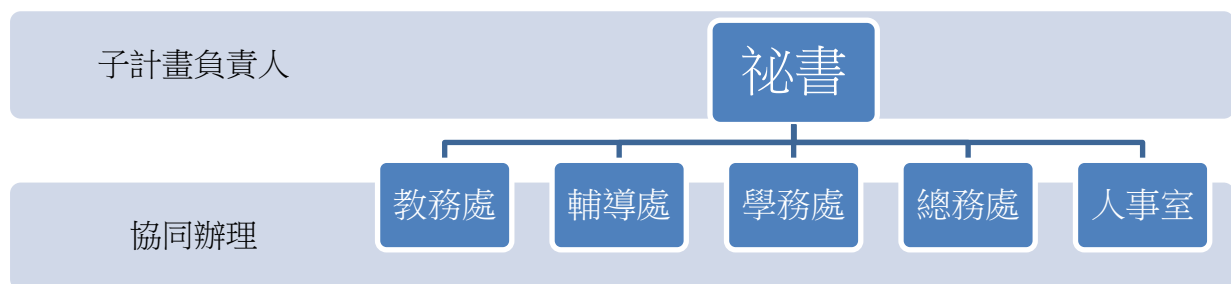 子計畫負責人
祕書
教務處
輔導處
學務處
總務處
人事室
協同辦理